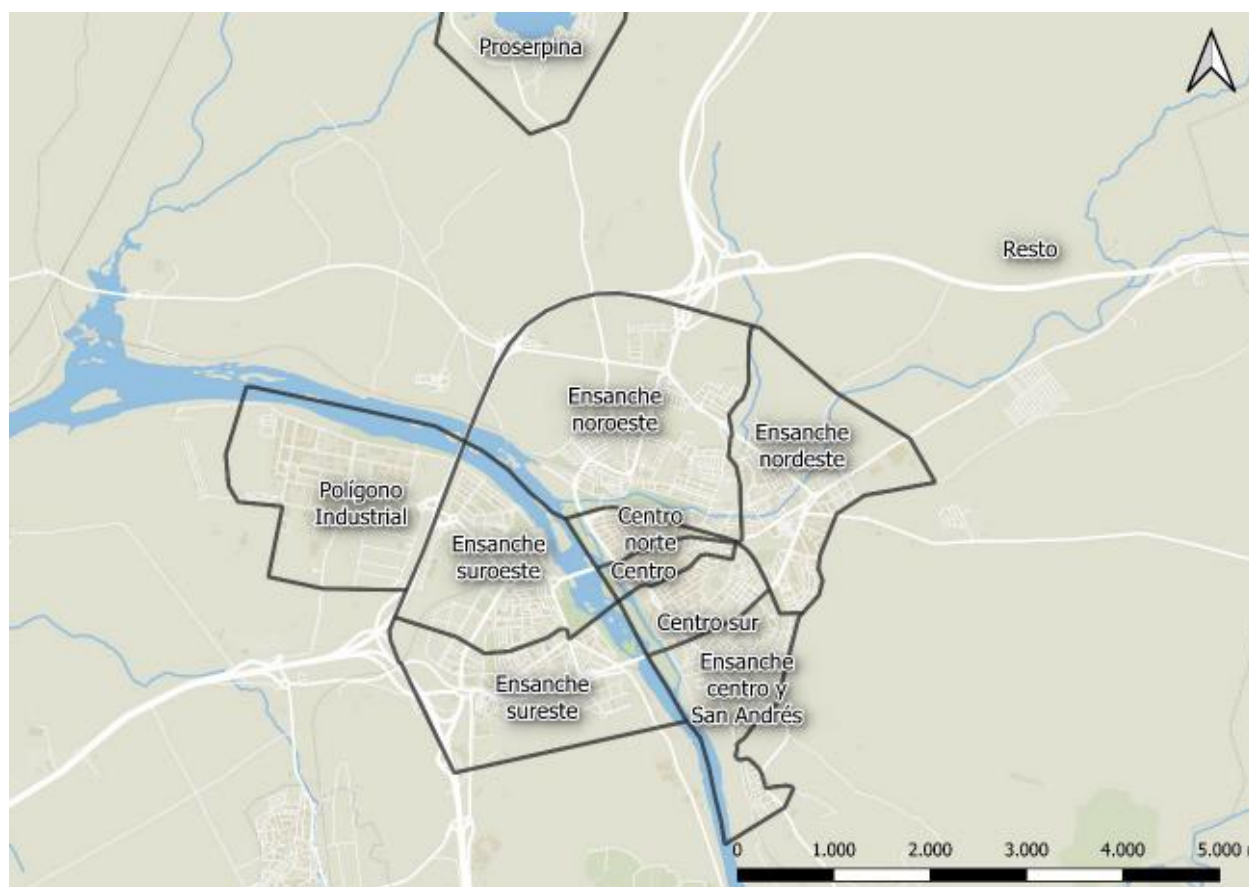 Proserpina
Resto
Ensanche
noroeste
Ensanche
nordeste
Polígono
Industrial
Centro
norte
Ensanche
suroeste
Centro
Centro sur
Ensanche
centro y
San Andrés
Ensanche
sureste
0 1.000 2.000 3.000 4.000 5.000